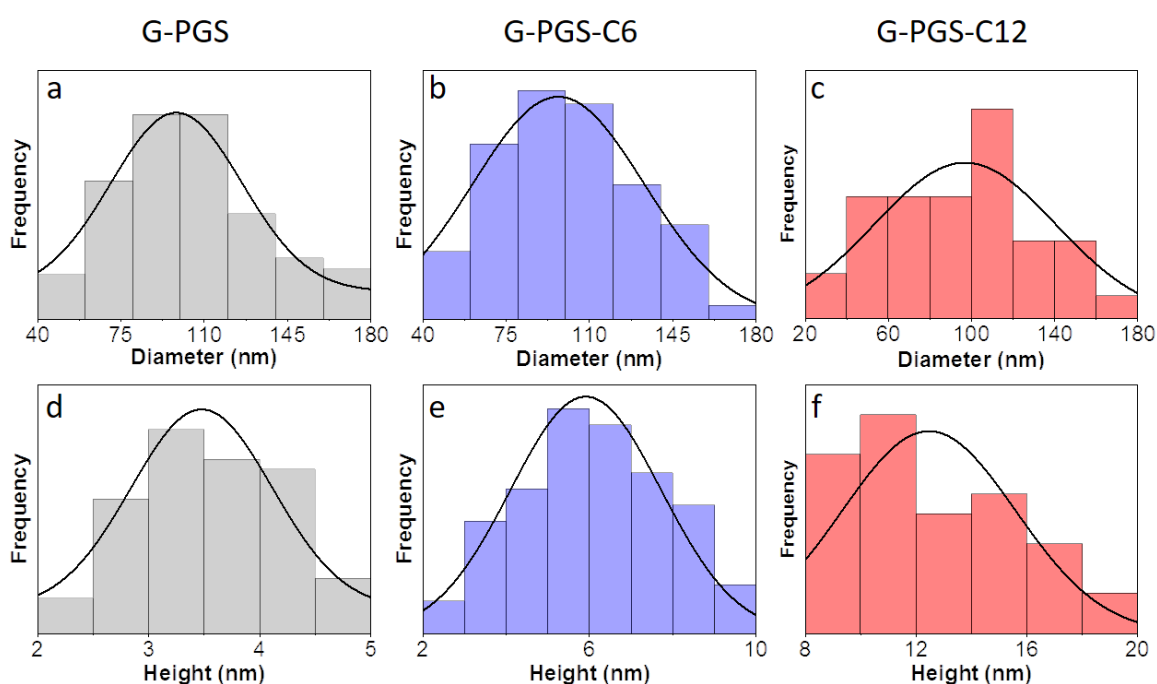 G-PGS G-PGS-C6 G-PGS-C12
a b c
Frequency Frequency Frequency
40 75 110 145 180 40 75 110 145 180 20 60 100 140 180
Diameter (nm) Diameter (nm) Diameter (nm)
d e f
Frequency Frequency Frequency
2 3 4 5 2 6 10 8 12 16 20
Height (nm) Height (nm) Height (nm)